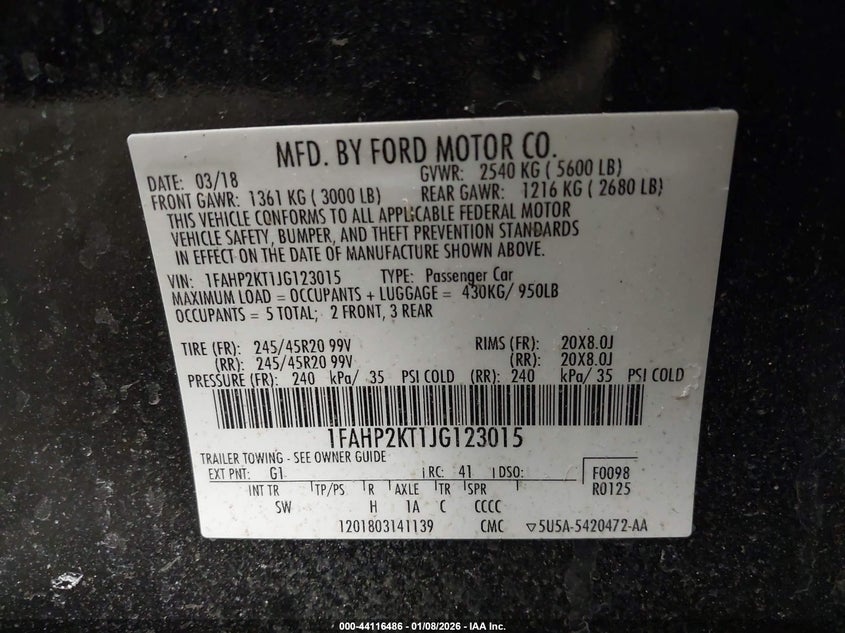 MFD. BY FORD MOTOR CO.
DATE: 03/18 GVWR: 2540 KG ( 5600 LB)
FRONT GAWR: 1361 KG ( 3000 LB) REAR GAWR: 1216 KG ( 2680 LB)
THIS VEHICLE CONFORMS TO ALL APPLICABLE FEDERAL MOTOR
VEHICLE SAFETY, BUMPER, AND THEFT PREVENTION STANDARDS
IN EFFECT ON THE DATE OF MANUFACTURE SHOWN ABOVE.
VIN: 1FAHP2KT1JG123015 TYPE: Passenger Car
MAXIMUM LOAD = OCCUPANTS + LUGGAGE = 430KG/ 950LB
OCCUPANTS = 5 TOTAL; 2 FRONT, 3 REAR
TIRE (FR): 245/45R20 99V RIMS (FR): 20X8.0J
(RR): 245/45R20 99V (RR): 20X8.0J
PRESSURE (FR): 240 kPa/ 35 PSI COLD (RR): 240 kPa/ 35 PSI COLD
1FAHP2KT1JG123015
TRAILER TOWING - SEE OWNER GUIDE
EXT PNT: G1 RC: 41 DSO: F0098
INT TR TP/PS R AXLE TR SPR R0125
SW H 1A C CCCC
1201803141139 CMC ▽5U5A-5420472-AA
000-44116486 - 01/08/2026 - IAA Inc.